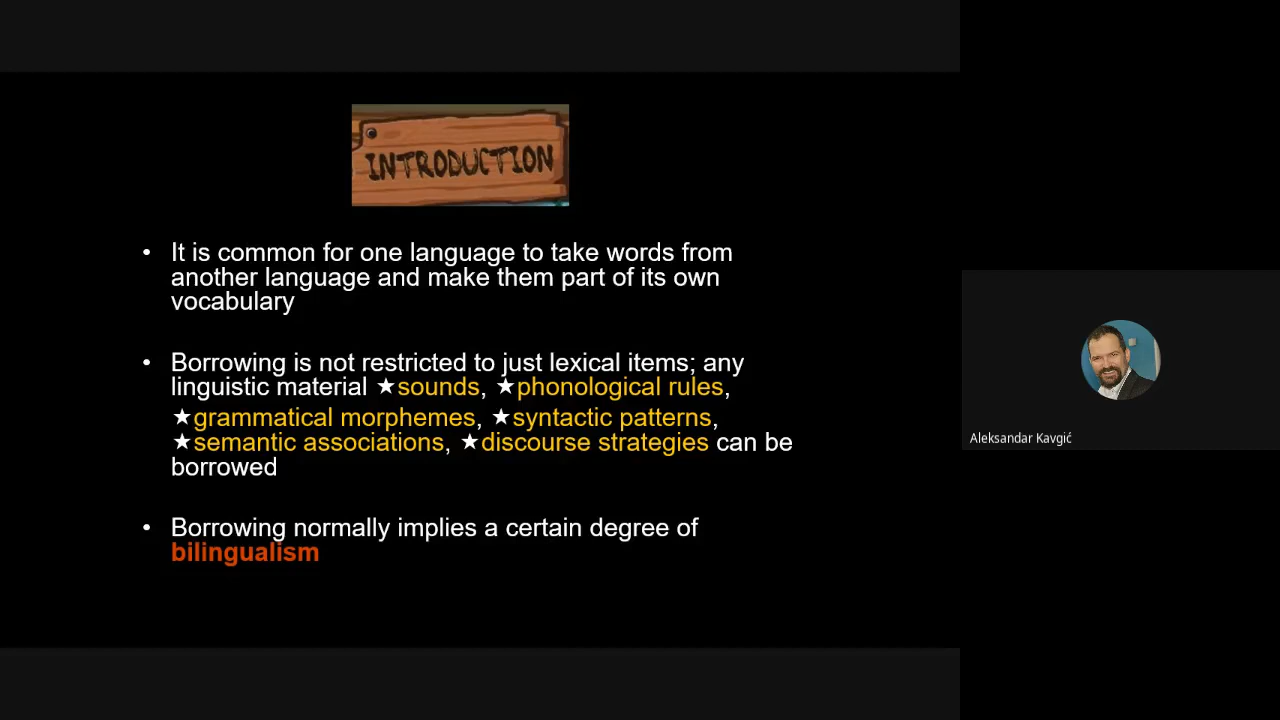 INTRODUCTION
• It is common for one language to take words from
another language and make them part of its own
vocabulary
• Borrowing is not restricted to just lexical items; any
linguistic material ★sounds, ★phonological rules,
★grammatical morphemes, ★syntactic patterns,
★semantic associations, ★discourse strategies can be
borrowed
• Borrowing normally implies a certain degree of
bilingualism
Aleksandar Kavgić